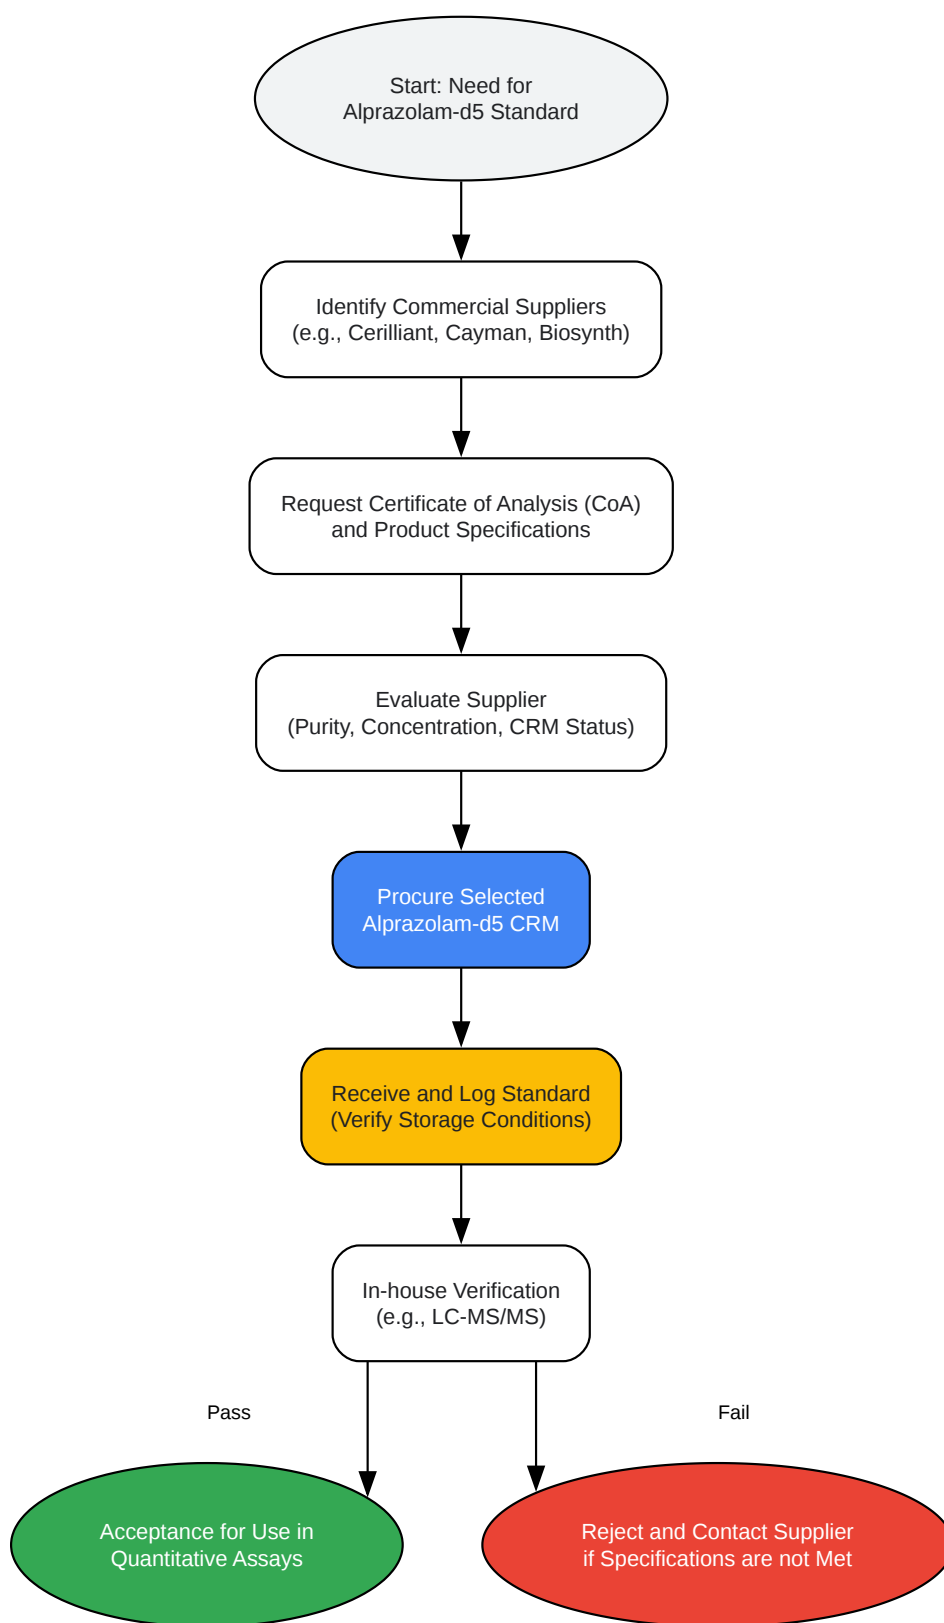 Start: Need for
Alprazolam-d5 Standard
Identify Commercial Suppliers
(e.g., Cerilliant, Cayman, Biosynth)
Request Certificate of Analysis (CoA)
and Product Specifications
Evaluate Supplier
(Purity, Concentration, CRM Status)
Procure Selected
Alprazolam-d5 CRM
Receive and Log Standard
(Verify Storage Conditions)
In-house Verification
(e.g., LC-MS/MS)
Pass
Fail
Acceptance for Use in
Quantitative Assays
Reject and Contact Supplier
if Specifications are not Met